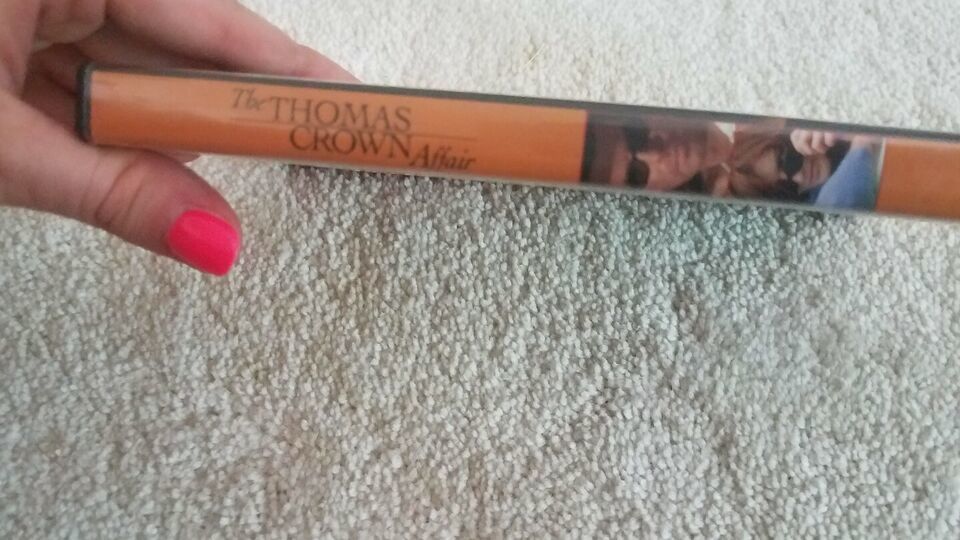 The THOMAS
CROWN Affair